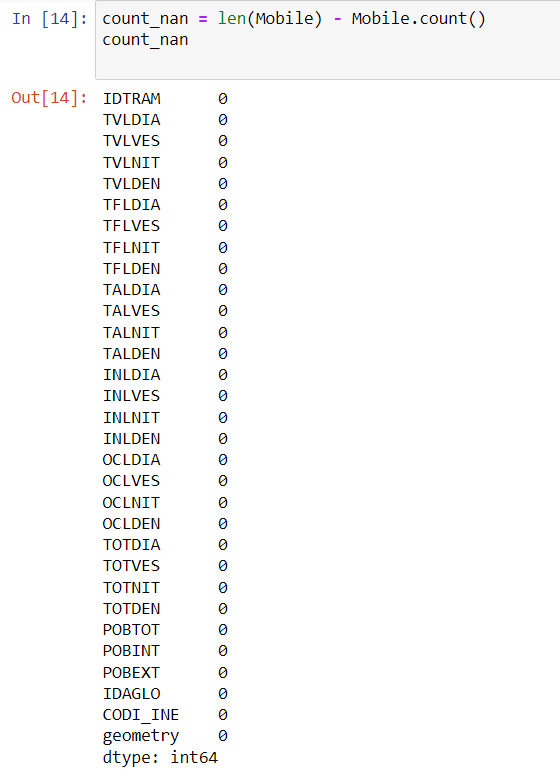 In [14]: count_nan = len(Mobile) - Mobile.count()
count_nan
Out[14]: IDTRAM 0
TVLDIA 0
TVLVES 0
TVLNIT 0
TVLDEN 0
TFLDIA 0
TFLVES 0
TFLNIT 0
TFLDEN 0
TALDIA 0
TALVES 0
TALNIT 0
TALDEN 0
INLDIA 0
INLVES 0
INLNIT 0
INLDEN 0
OCLDIA 0
OCLVES 0
OCLNIT 0
OCLDEN 0
TOTDIA 0
TOTVES 0
TOTNIT 0
TOTDEN 0
POBTOT 0
POBINT 0
POBEXT 0
IDAGLO 0
CODI_INE 0
geometry 0
dtype: int64